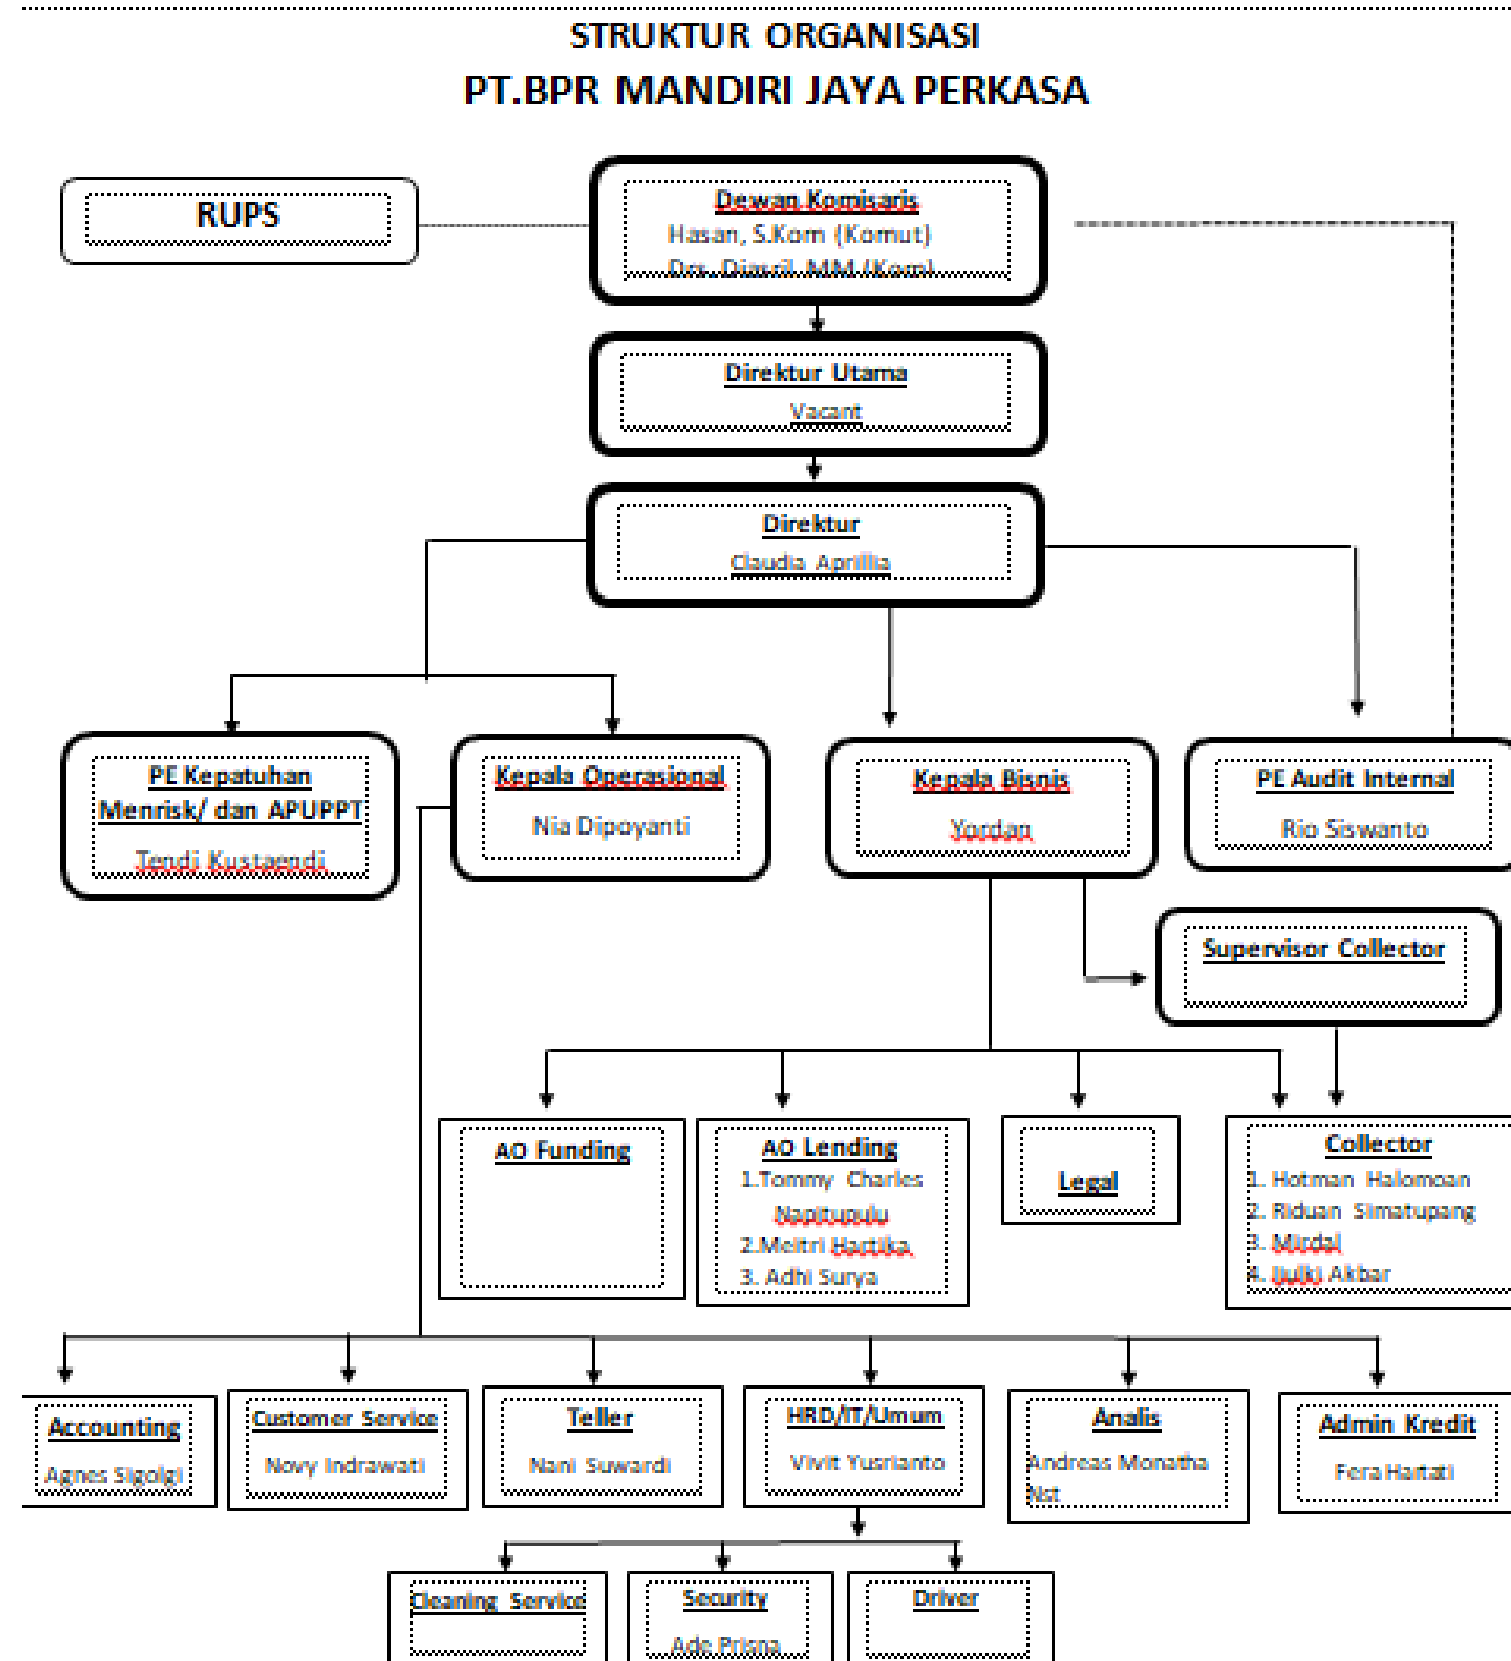 STRUKTUR ORGANISASI
PT.BPR MANDIRI JAYA PERKASA
RUPS
Dewan Komisaris
Hasan, S.Kom (Komut)
Drs. Djasril, MM (Kom)
Direktur Utama
Vacant
Direktur
Claudia Aprillia
PE Kepatuhan
Menrisk/ dan APUPPT
Tendi Kustaendi
Kepala Operasional
Nia Dipoyanti
Kepala Bisnis
Yordan
PE Audit Internal
Rio Siswanto
Supervisor Collector
AO Funding
AO Lending
1.Tommy Charles
Napitupulu
2.Meitri Hartika
3. Adhi Surya
Legal
Collector
1. Hotman Halomoan
2. Riduan Simatupang
3. Mirdal
4. Akbar
Accounting
Agnes Sigolgi
Customer Service
Novy Indrawati
Teller
Nani Suwardi
HRD/IT/Umum
Vivit Yusrianto
Analis
Andreas Monatha
Nst
Admin Kredit
Fera Hartati
Cleaning Service
Security
Ade Prisna
Driver